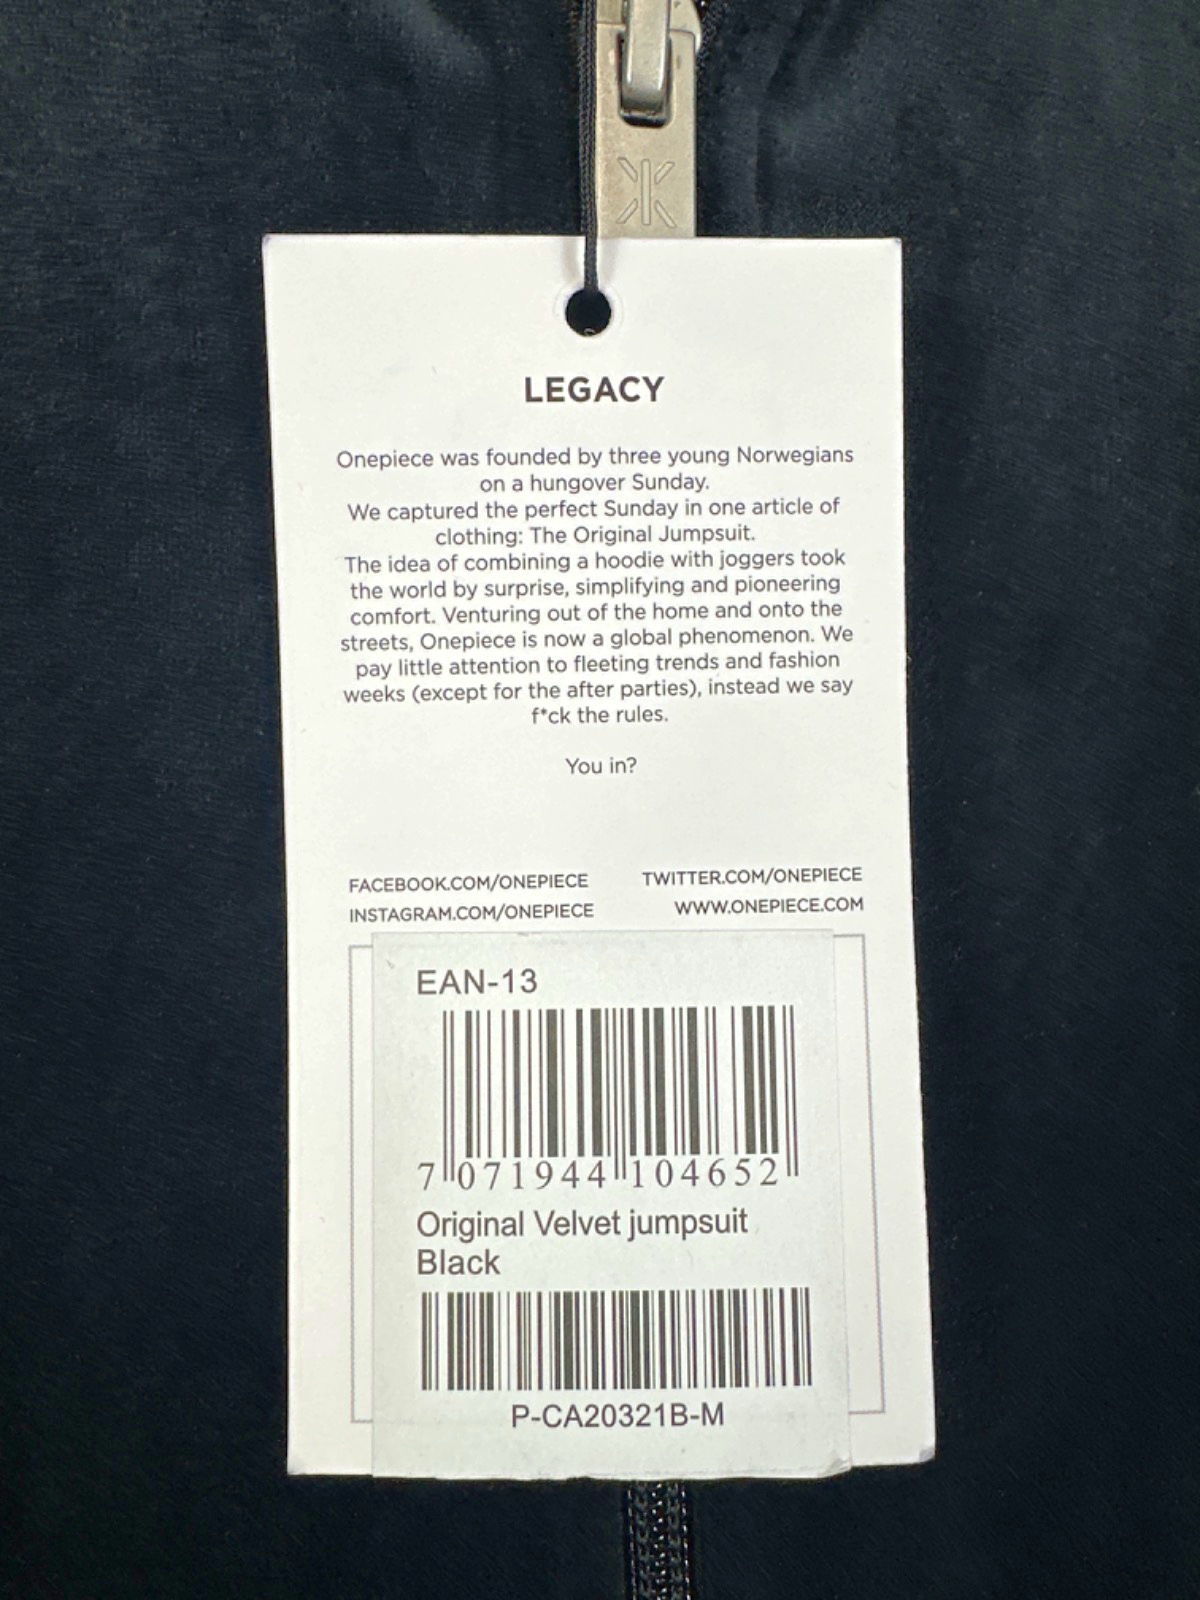 LEGACY
Onepiece was founded by three young Norwegians
on a hungover Sunday.
We captured the perfect Sunday in one article of
clothing: The Original Jumpsuit.
The idea of combining a hoodie with joggers took
the world by surprise, simplifying and pioneering
comfort. Venturing out of the home and onto the
streets, Onepiece is now a global phenomenon. We
pay little attention to fleeting trends and fashion
weeks (except for the after parties), instead we say
f*ck the rules.
You in?
FACEBOOK.COM/ONEPIECE TWITTER.COM/ONEPIECE
INSTAGRAM.COM/ONEPIECE WWW.ONEPIECE.COM
EAN-13
7 071944 104652
Original Velvet jumpsuit
Black
P-CA20321B-M